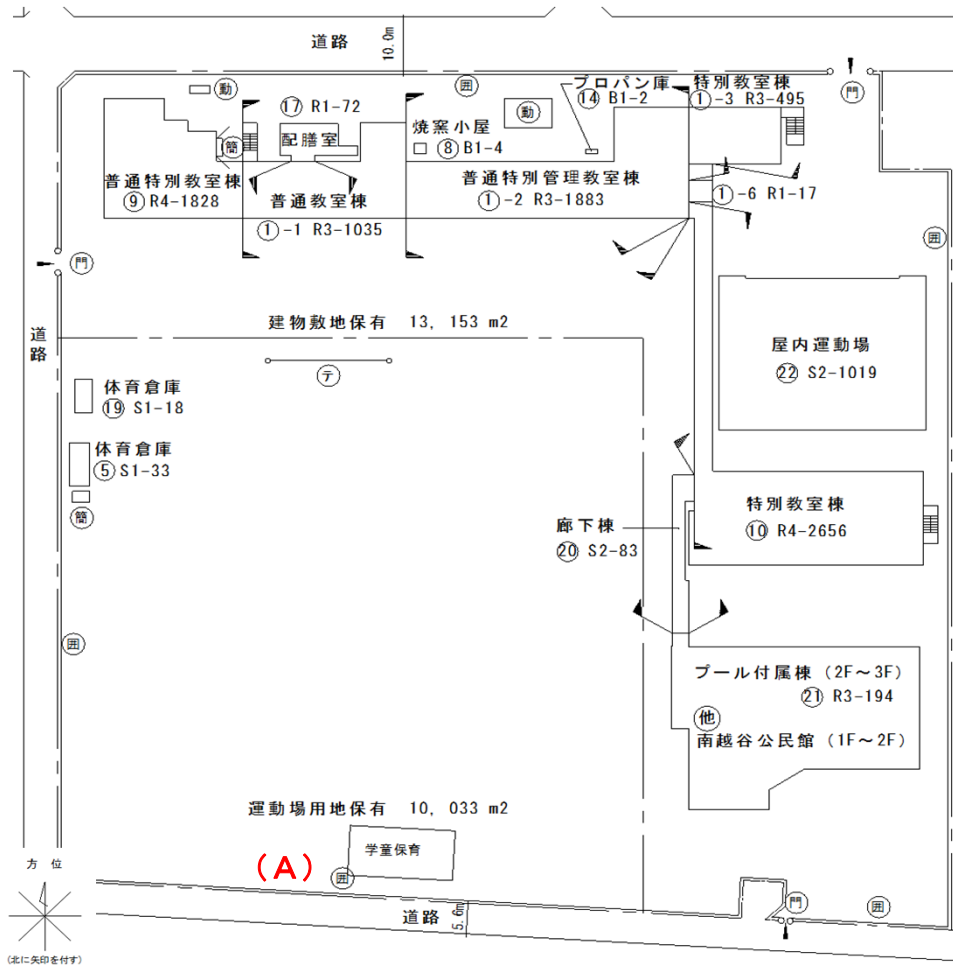 道路
10.0m
動
囲
プロパン庫
⑭ B1-2
特別教室棟
①-3 R3-495
門
⑰ R1-72
配膳室
簡
焼窯小屋
⑧ B1-4
動
普通特別教室棟
⑨ R4-1828
普通教室棟
①-1 R3-1035
普通特別管理教室棟
①-2 R3-1883
①-6 R1-17
囲
門
道路
建物敷地保有 13, 153 m2
テ
屋内運動場
㉒ S2-1019
体育倉庫
⑲ S1-18
体育倉庫
⑤ S1-33
簡
特別教室棟
⑩ R4-2656
廊下棟
⑳ S2-83
囲
プール付属棟 (2F～3F)
㉑ R3-194
他
南越谷公民館 (1F～2F)
運動場用地保有 10, 033 m2
学童保育
(A)
囲
方 位
(北に矢印を付す)
道路
5.6m
門
囲